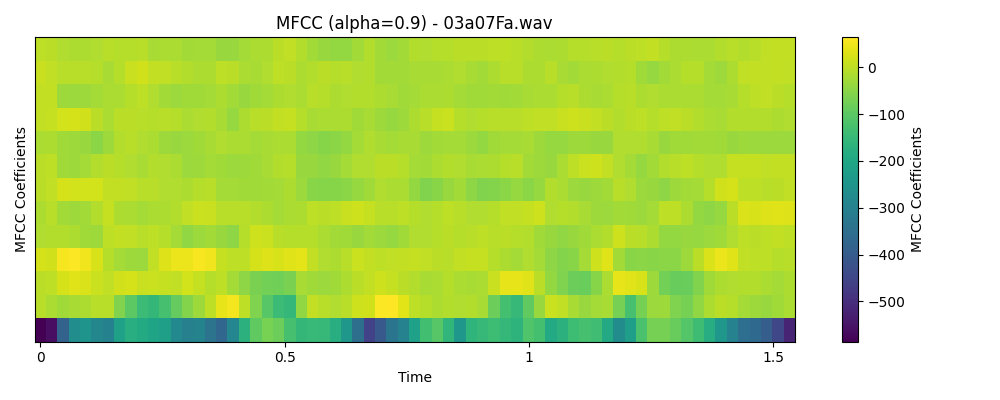 MFCC (alpha=0.9) - 03a07Fa.wav
MFCC Coefficients
0
0.5
1
1.5
Time
0
−100
−200
−300
−400
−500
MFCC Coefficients